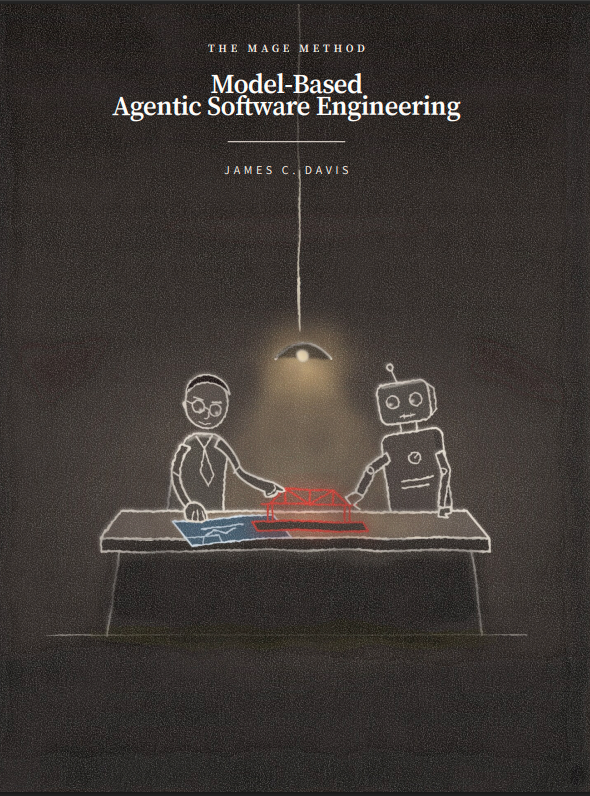 THE MAGE METHOD
Model-Based
Agentic Software Engineering
JAMES C. DAVIS